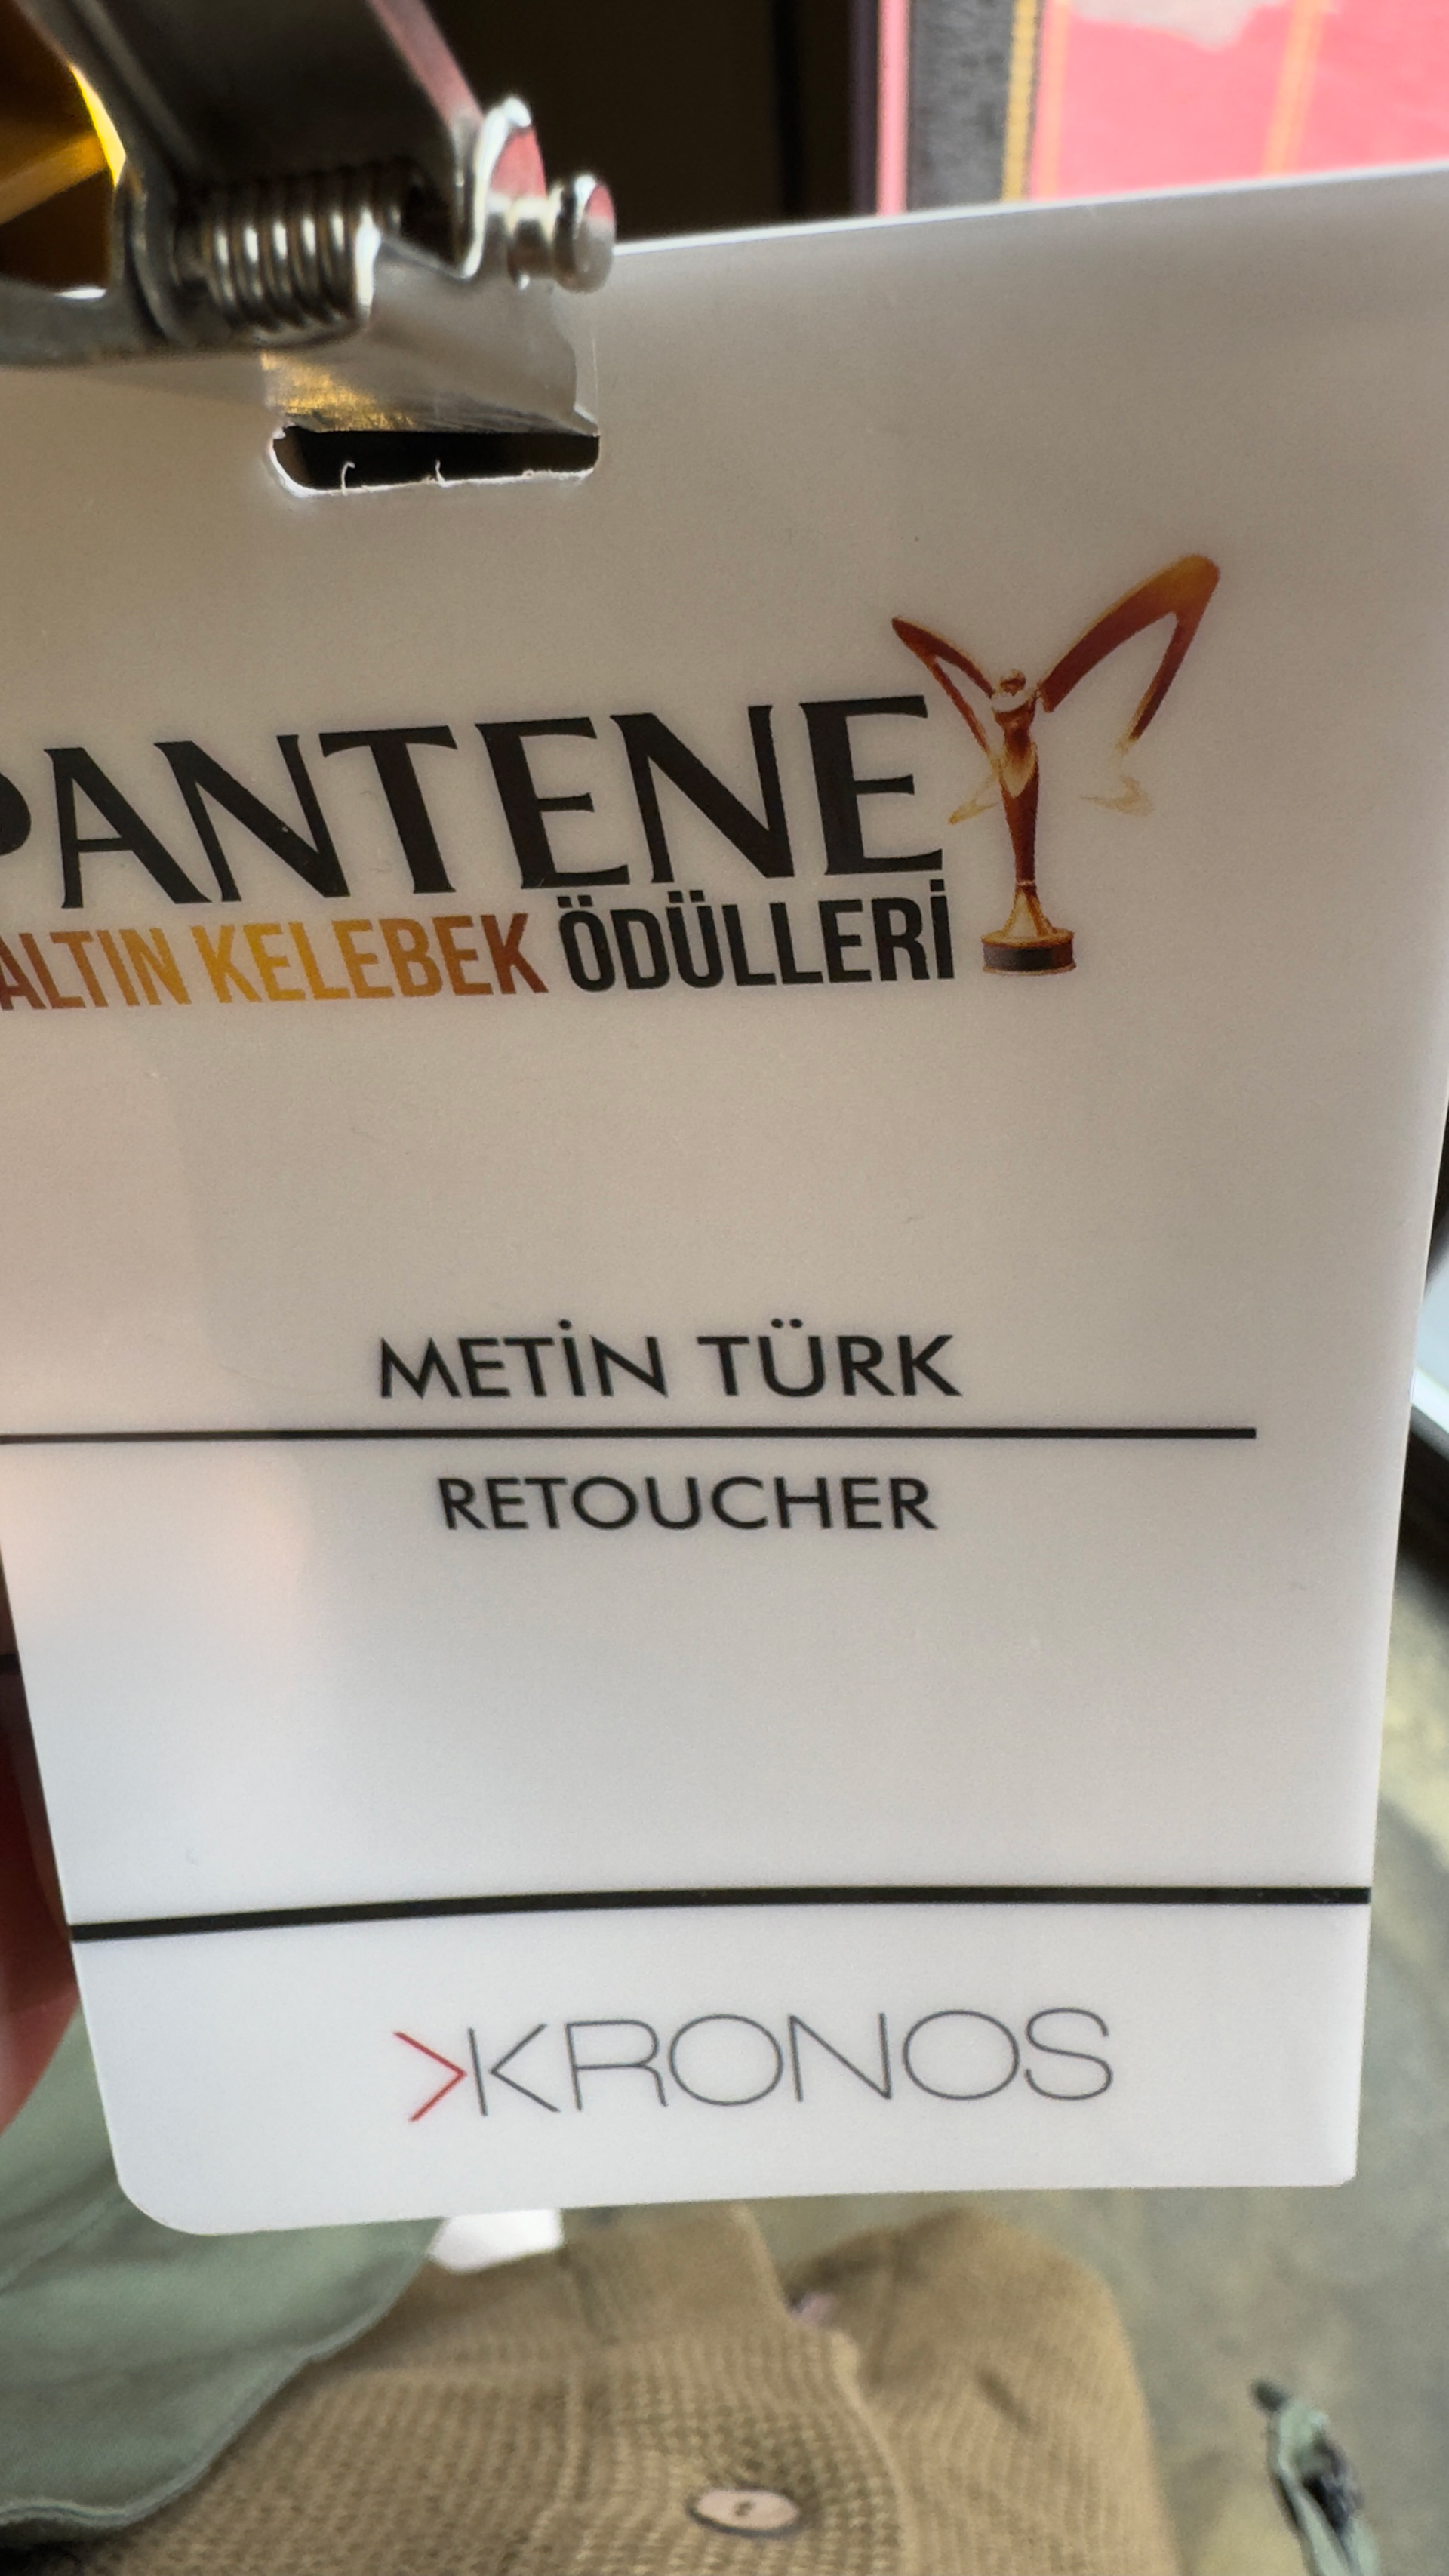 PANTENE
ALTIN KELEBEK ÖDÜLLERİ
METİN TÜRK
RETOUCHER
KRONOS